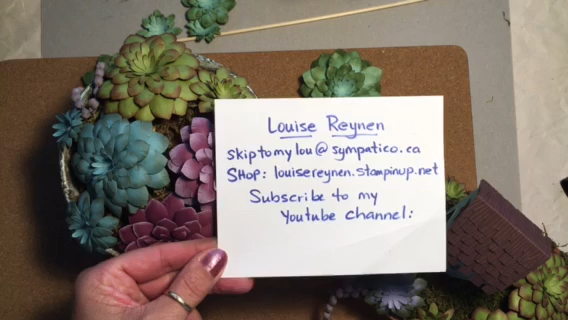 Louise Reynen
skiptomylou@sympatico.ca
SHOP: louisereynen.stampinup.net
Subscribe to my
Youtube channel: